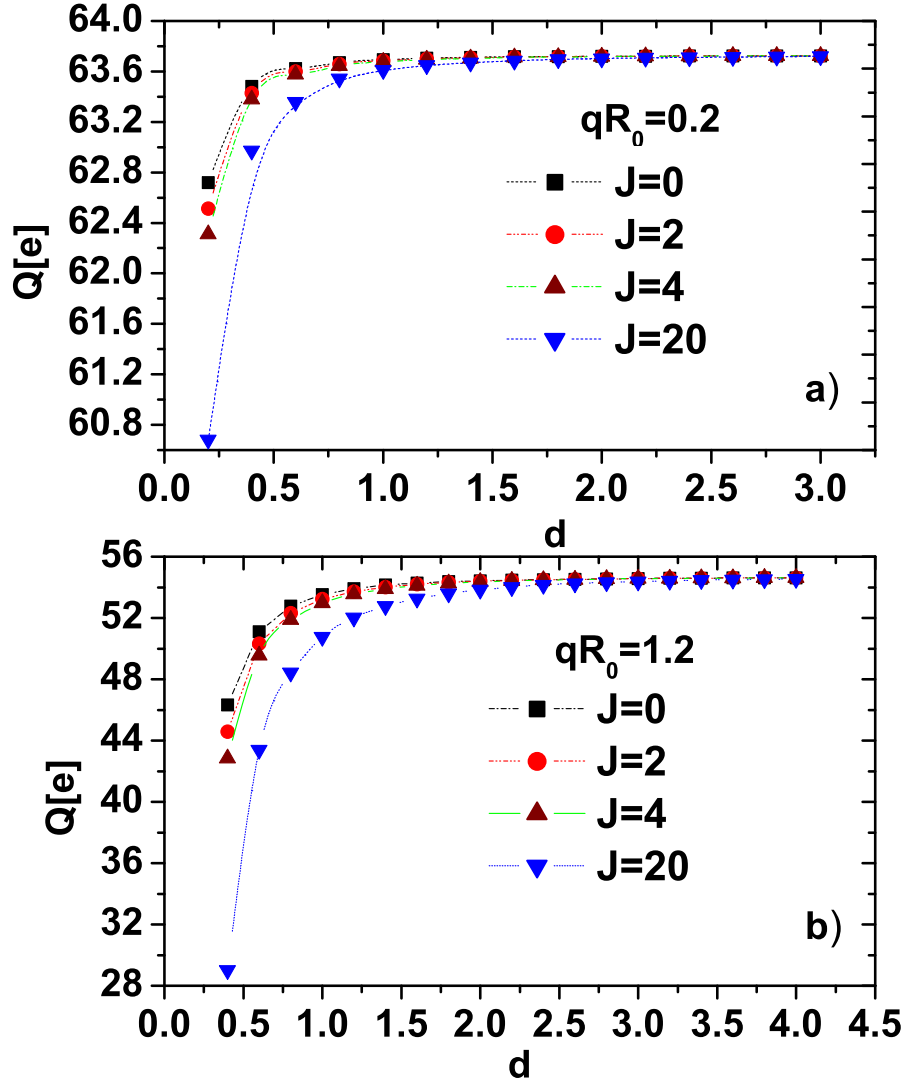 64.0
63.6
63.2
62.8
62.4
62.0
61.6
61.2
60.8
Q[e]
qR₀=0.2
J=0
J=2
J=4
J=20
a)
0.0 0.5 1.0 1.5 2.0 2.5 3.0
d
56
52
48
44
40
36
32
28
Q[e]
qR₀=1.2
J=0
J=2
J=4
J=20
b)
0.0 0.5 1.0 1.5 2.0 2.5 3.0 3.5 4.0 4.5
d